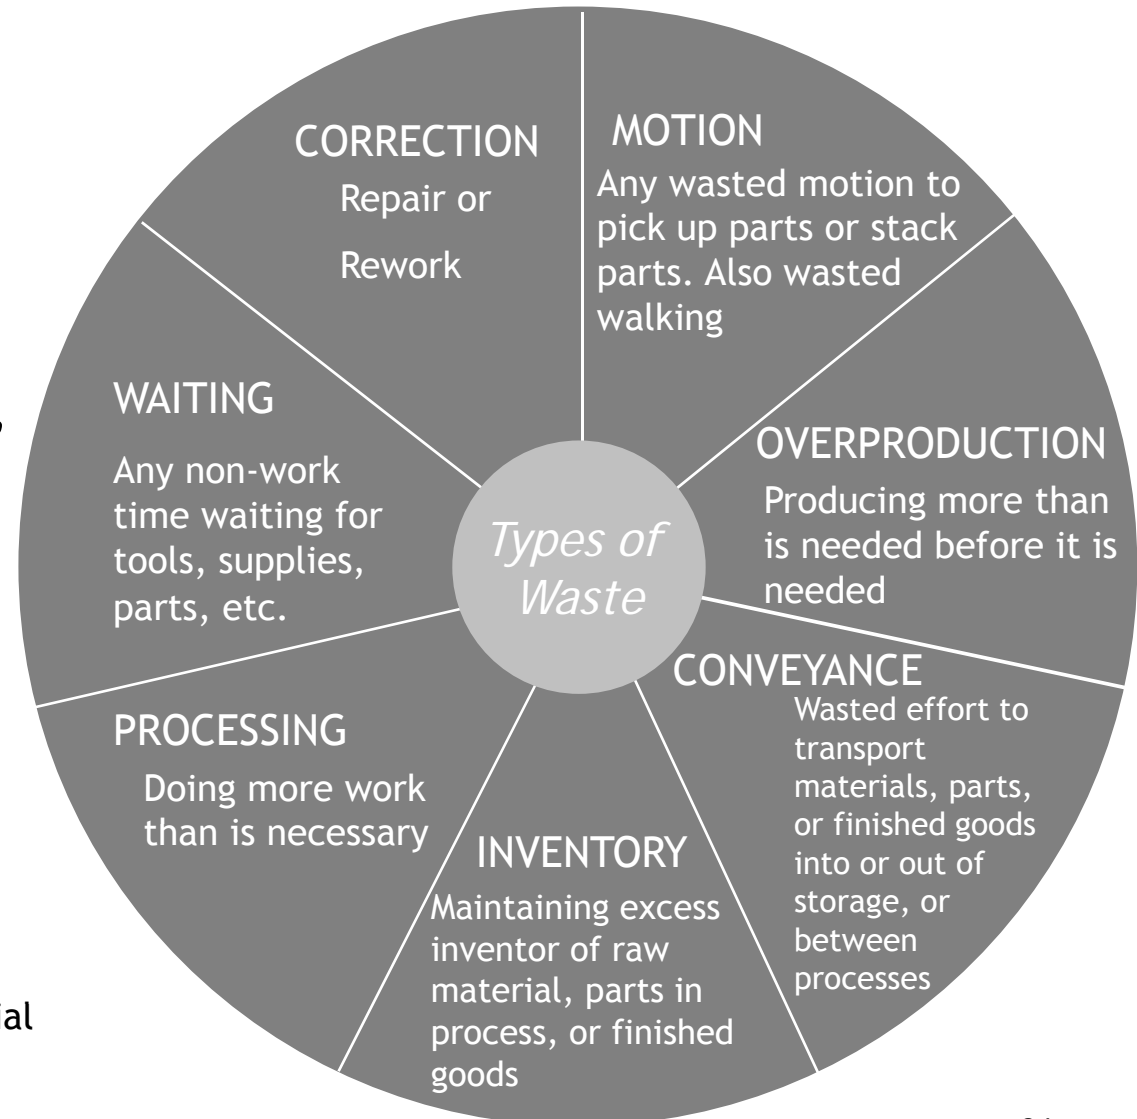 CORRECTION
Repair or
Rework
MOTION
Any wasted motion to
pick up parts or stack
parts. Also wasted
walking
OVERPRODUCTION
Producing more than
is needed before it is
needed
CONVEYANCE
Wasted effort to
transport
materials, parts,
or finished goods
into or out of
storage, or
between
processes
INVENTORY
Maintaining excess
inventor of raw
material, parts in
process, or finished
goods
PROCESSING
Doing more work
than is necessary
WAITING
Any non-work
time waiting for
tools, supplies,
parts, etc.
Types of
Waste
ial